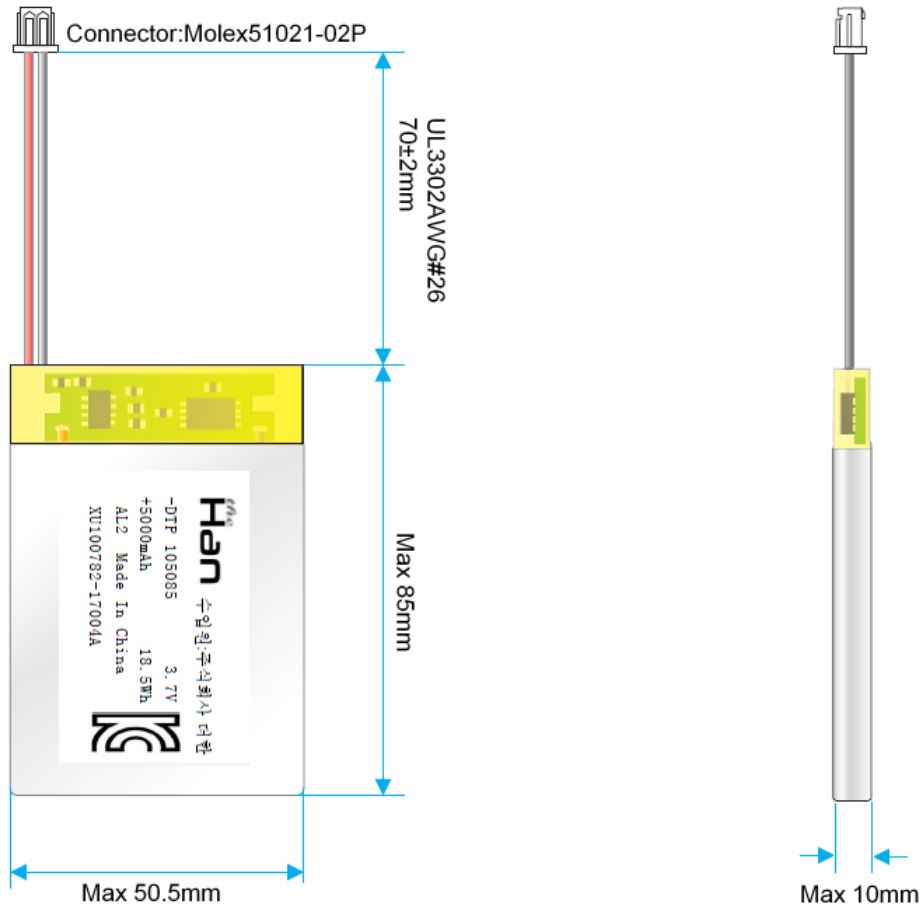 Connector:Molex51021-02P
UL3302AWG#26
70±2mm
the
Han 수입원:주식회사 더한
-DTP 105085 3.7V
+5000mAh 18.5Wh
AL2 Made In China
XU100782-17004A
Max 85mm
Max 50.5mm
Max 10mm